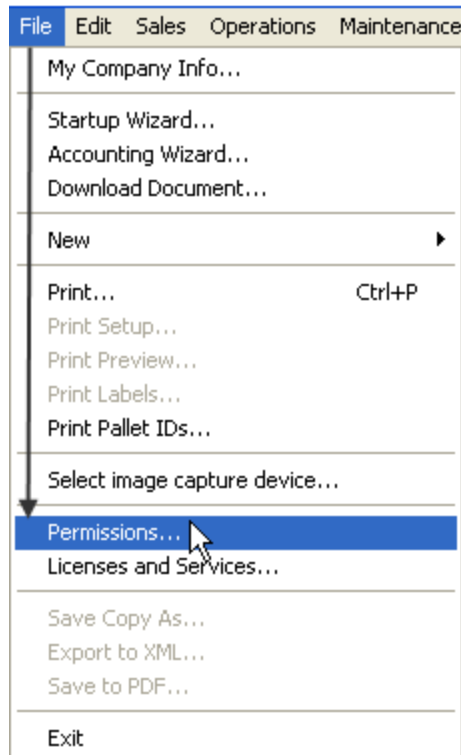 File Edit Sales Operations Maintenance
My Company Info...
Startup Wizard...
Accounting Wizard...
Download Document...
New
Print... Ctrl+P
Print Setup...
Print Preview...
Print Labels...
Print Pallet IDs...
Select image capture device...
Permissions...
Licenses and Services...
Save Copy As...
Export to XML...
Save to PDF...
Exit